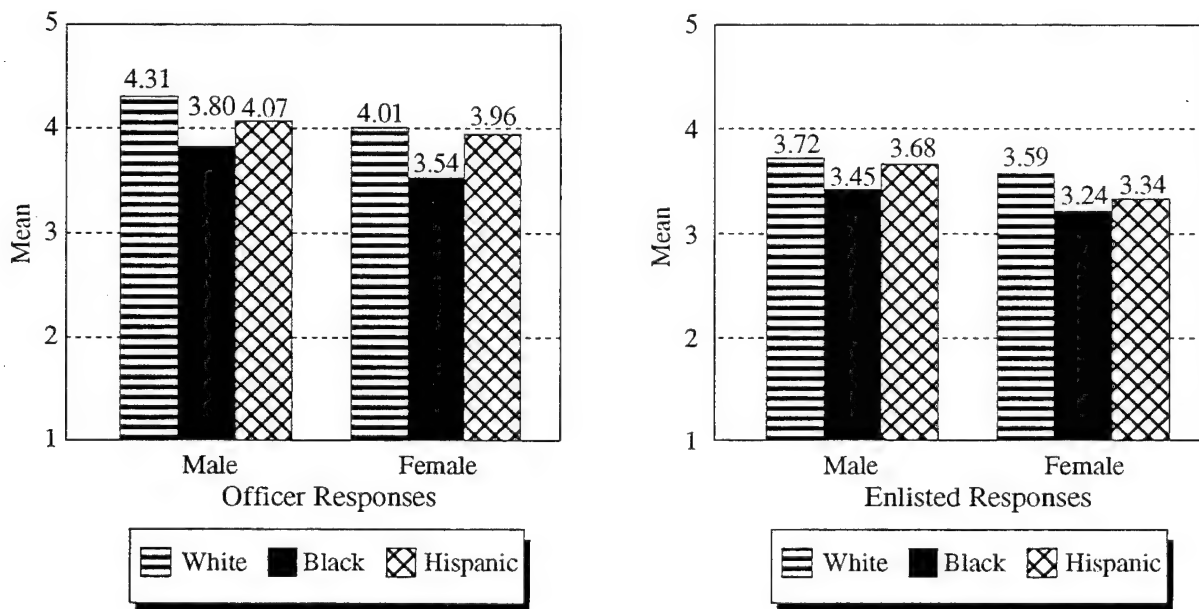 5
4
3
2
1
Mean
4.31
3.80
4.07
4.01
3.54
3.96
Male Female
Officer Responses
White Black Hispanic
5
4
3
2
1
Mean
3.72
3.45
3.68
3.59
3.24
3.34
Male Female
Enlisted Responses
White Black Hispanic